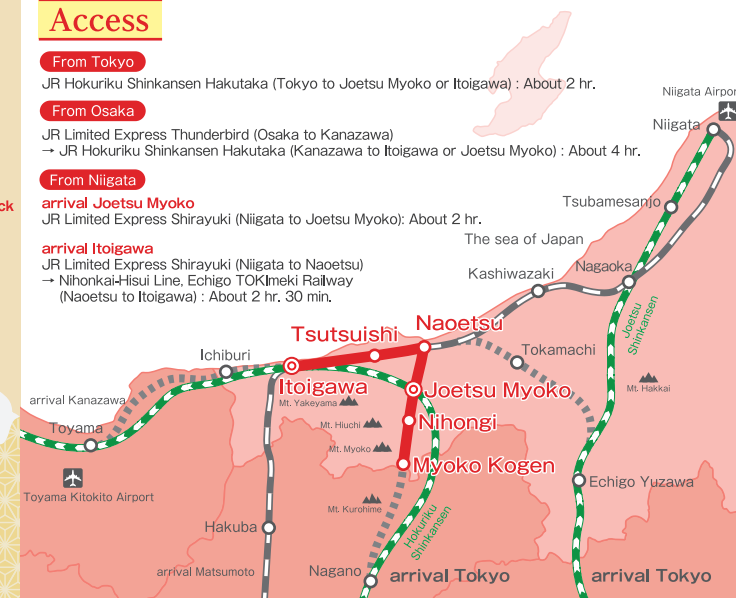 Access
From Tokyo
JR Hokuriku Shinkansen Hakutaka (Tokyo to Joetsu Myoko or Itoigawa) : About 2 hr.
From Osaka
JR Limited Express Thunderbird (Osaka to Kanazawa)
→ JR Hokuriku Shinkansen Hakutaka (Kanazawa to Itoigawa or Joetsu Myoko) : About 4 hr.
From Niigata
arrival Joetsu Myoko
JR Limited Express Shirayuki (Niigata to Joetsu Myoko): About 2 hr.
arrival Itoigawa
JR Limited Express Shirayuki (Niigata to Naoetsu)
→ Nihonkai-Hisui Line, Echigo TOKImeki Railway
(Naoetsu to Itoigawa) : About 2 hr. 30 min.
ck
Niigata Airpor
Niigata
Tsubamesanjo
The sea of Japan
Nagaoka
Kashiwazaki
Joetsu
Shinkansen
Naoetsu
Tsutsuishi
Tokamachi
Ichiburi
Itoigawa
Joetsu Myoko
Mt. Hakkai
arrival Kanazawa
Mt. Yakeyama
Toyama
Mt. Hiuchi
Nihongi
Mt. Myoko
Myoko Kogen
Toyama Kitokito Airport
Echigo Yuzawa
Mt. Kurohime
Hakuba
Hokuriku
Shinkansen
arrival Matsumoto
Nagano
arrival Tokyo
arrival Tokyo